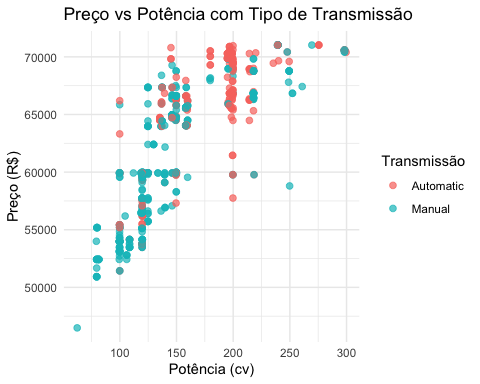 Preço vs Potência com Tipo de Transmissão
Preço (R$)
70000
65000
60000
55000
50000
100
150
200
250
300
Potência (cv)
Transmissão
Automatic
Manual